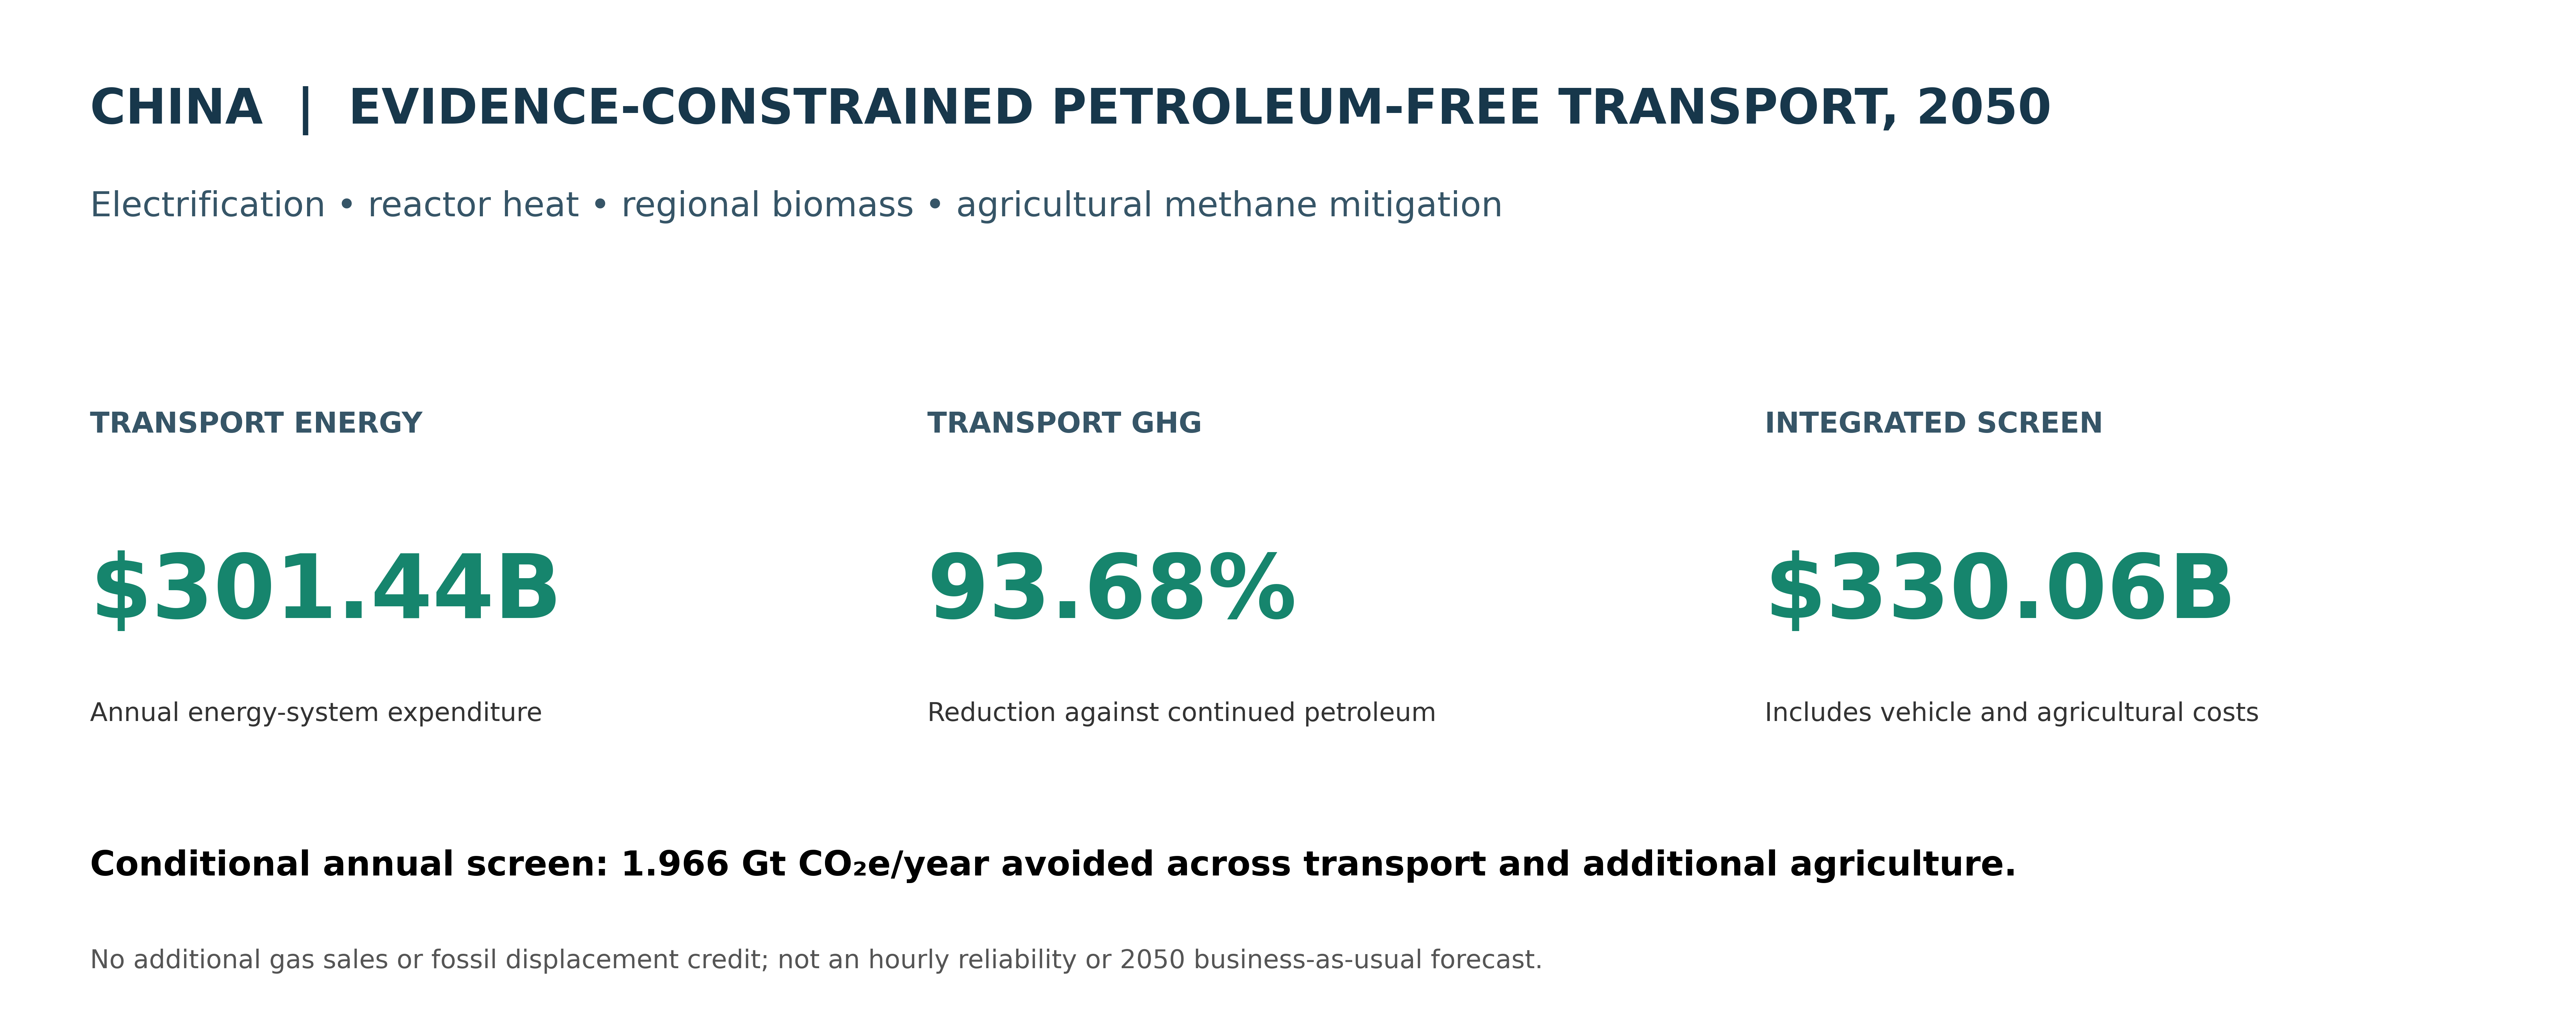 CHINA | EVIDENCE-CONSTRAINED PETROLEUM-FREE TRANSPORT, 2050
Electrification • reactor heat • regional biomass • agricultural methane mitigation
TRANSPORT ENERGY
$301.44B
Annual energy-system expenditure
TRANSPORT GHG
93.68%
Reduction against continued petroleum
INTEGRATED SCREEN
$330.06B
Includes vehicle and agricultural costs
Conditional annual screen: 1.966 Gt CO₂e/year avoided across transport and additional agriculture.
No additional gas sales or fossil displacement credit; not an hourly reliability or 2050 business-as-usual forecast.